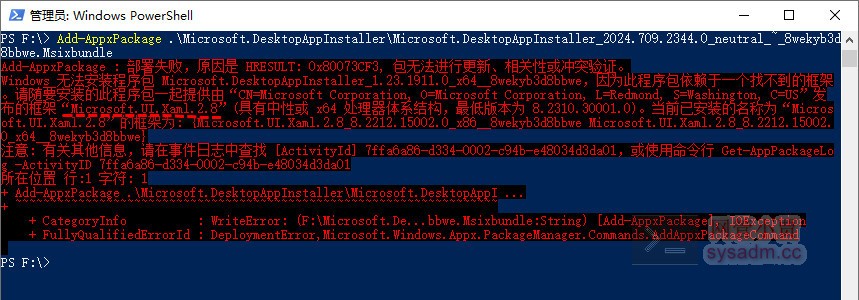 管理员: Windows PowerShell
PS F:\> Add-AppxPackage .\Microsoft.DesktopAppInstaller\Microsoft.DesktopAppInstaller_2024.709.2344.0_neutral_~_8wekyb3d
8bbwe.Msixbundle
Add-AppxPackage : 部署失败，原因是 HRESULT: 0x80073CF3, 包无法进行更新、相关性或冲突验证。
Windows 无法安装程序包 Microsoft.DesktopAppInstaller_1.23.1911.0_x64__8wekyb3d8bbwe，因为此程序包依赖于一个找不到的框架
。请随要安装的此程序包一起提供由 “CN=Microsoft Corporation, O=Microsoft Corporation, L=Redmond, S=Washington, C=US” 发
布的框架 “Microsoft.UI.Xaml.2.8”(具有中性或 x64 处理器体系结构，最低版本为 8.2310.30001.0)。当前已安装的名称为 “Micros
oft.UI.Xaml.2.8” 的框架为: {Microsoft.UI.Xaml.2.8_8.2212.15002.0_x86__8wekyb3d8bbwe Microsoft.UI.Xaml.2.8_8.2212.15002.
0_x64__8wekyb3d8bbwe}
注意: 有关其他信息，请在事件日志中查找 [ActivityId] 7ffa6a86-d334-0002-c94b-e48034d3da01，或使用命令行 Get-AppPackageLo
g -ActivityID 7ffa6a86-d334-0002-c94b-e48034d3da01
所在位置 行:1 字符: 1
+ Add-AppxPackage .\Microsoft.DesktopAppInstaller\Microsoft.DesktopAppI ...
+ ~~~~~~~~~~~~~~~~~~~~~~~~~~~~~~~~~~~~~~~~~~~~~~~~~~~~~~~~~~~~~~~~~~~~~
+ CategoryInfo : WriteError: (F:\Microsoft.De...bbwe.Msixbundle:String) [Add-AppxPackage], IOException
+ FullyQualifiedErrorId : DeploymentError,Microsoft.Windows.Appx.PackageManager.Commands.AddAppxPackageCommand
sysadm.cc
PS F:\>